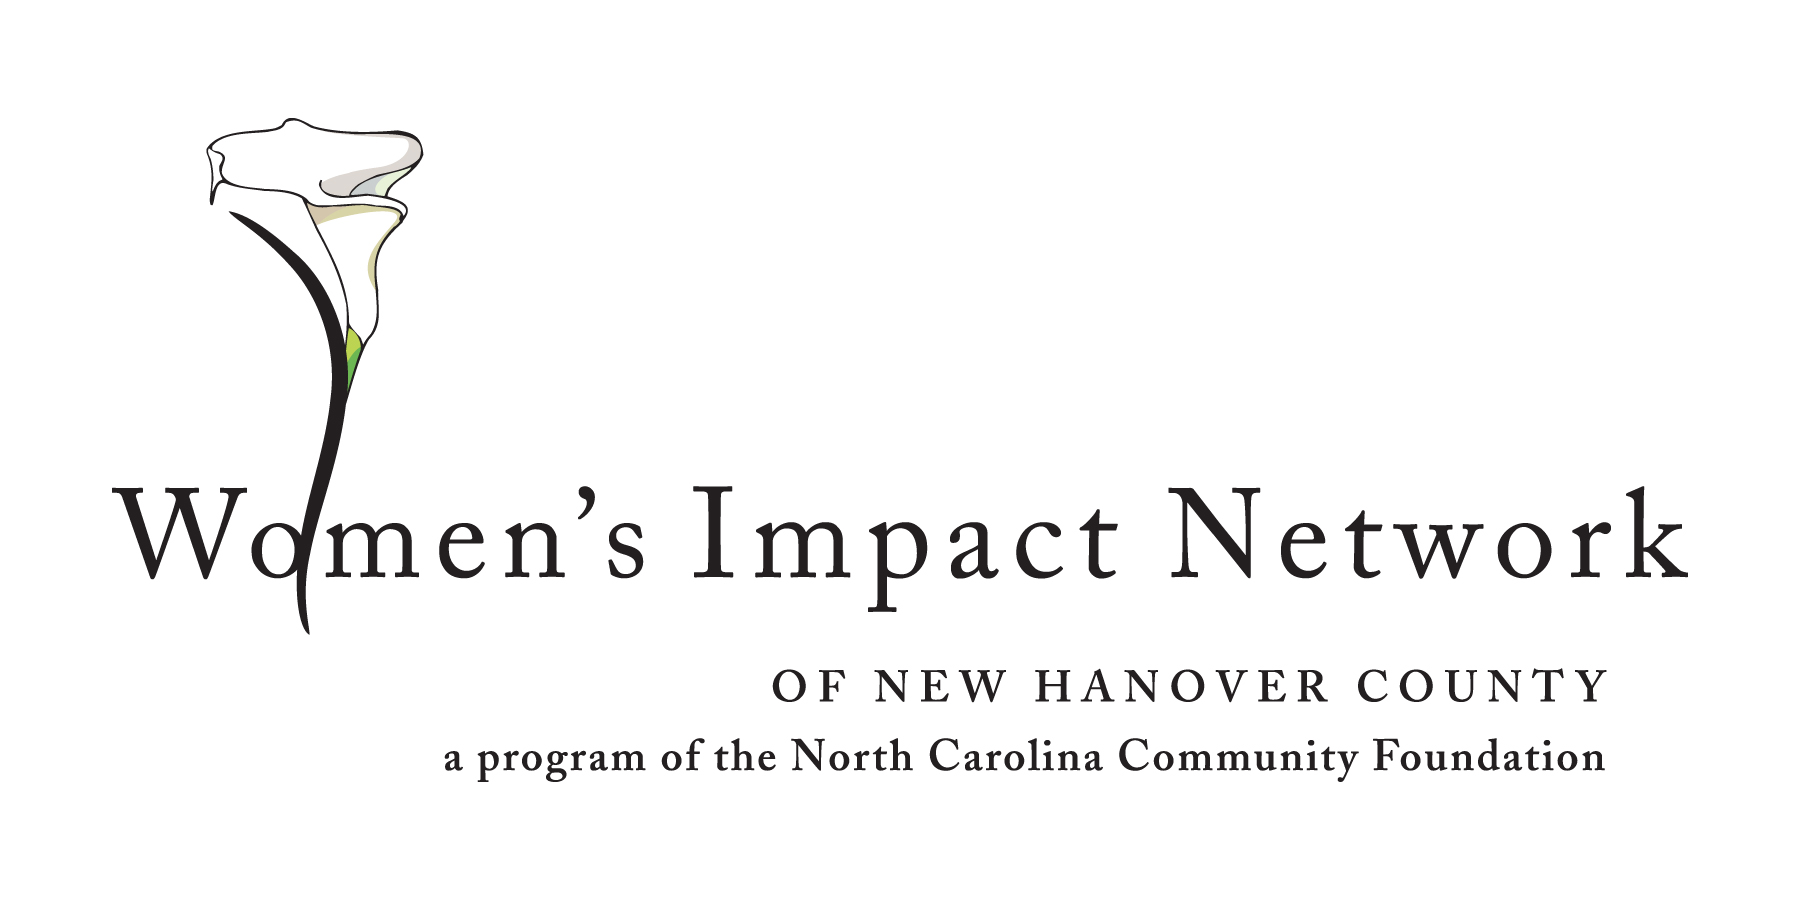 Women’s Impact Network
OF NEW HANOVER COUNTY
a program of the North Carolina Community Foundation